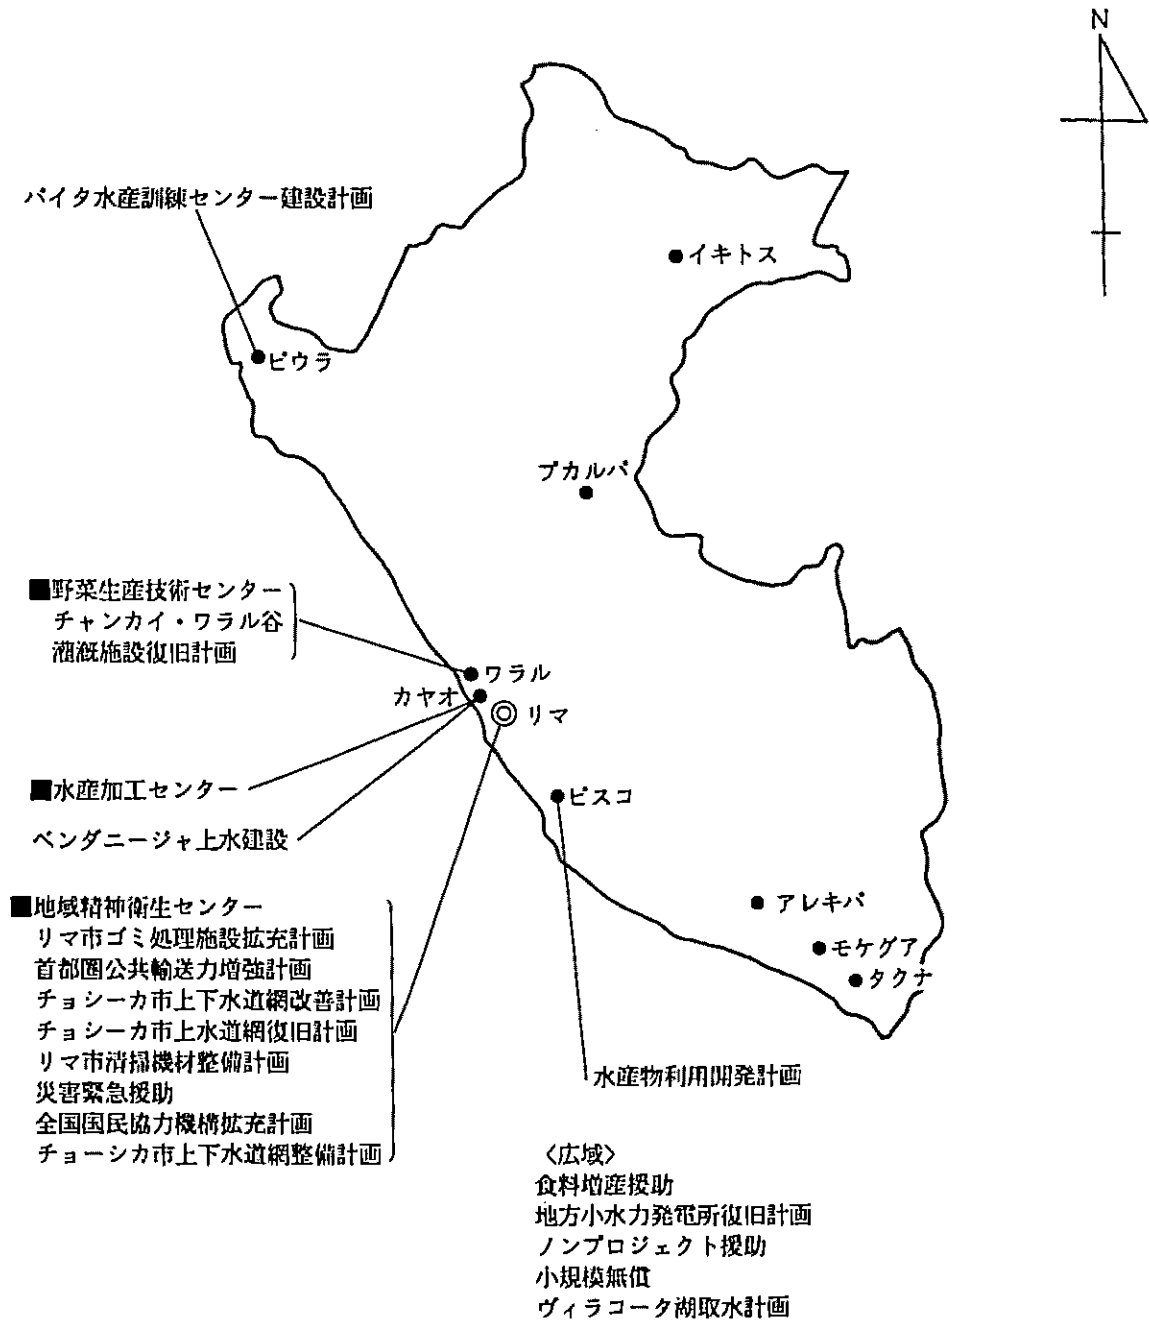 N
パイタ水産訓練センター建設計画
イキトス
ピウラ
プカルパ
■野菜生産技術センター
チャンカイ・ワラル谷
灌漑施設復旧計画
ワラル
カヤオ
リマ
■水産加工センター
ピスコ
ベンダニージャ上水建設
アレキパ
■地域精神衛生センター
リマ市ゴミ処理施設拡充計画
首都圏公共輸送力増強計画
チョシーカ市上下水道網改善計画
チョシーカ市上水道網復旧計画
リマ市清掃機材整備計画
災害緊急援助
全国国民協力機構拡充計画
チョーシカ市上下水道網整備計画
モケグア
タクナ
水産物利用開発計画
〈広域〉
食料増産援助
地方小水力発電所復旧計画
ノンプロジェクト援助
小規模無償
ヴィラコータ湖取水計画